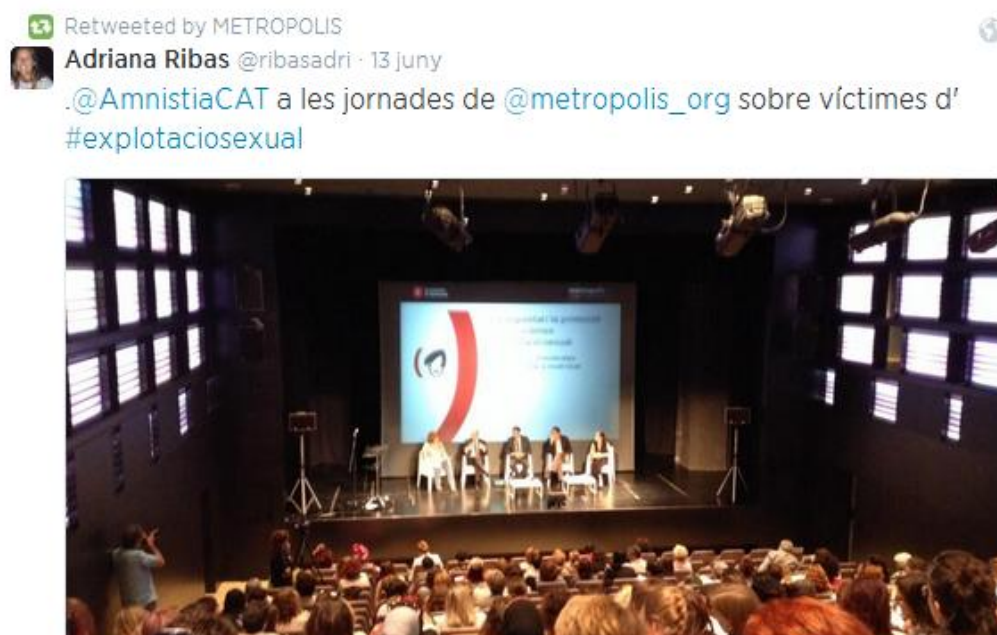 Retweeted by METROPOLIS
Adriana Ribas @ribasadri · 13 juny
.@AmnistiaCAT a les jornades de @metropolis_org sobre víctimes d'
#explotaciosexual